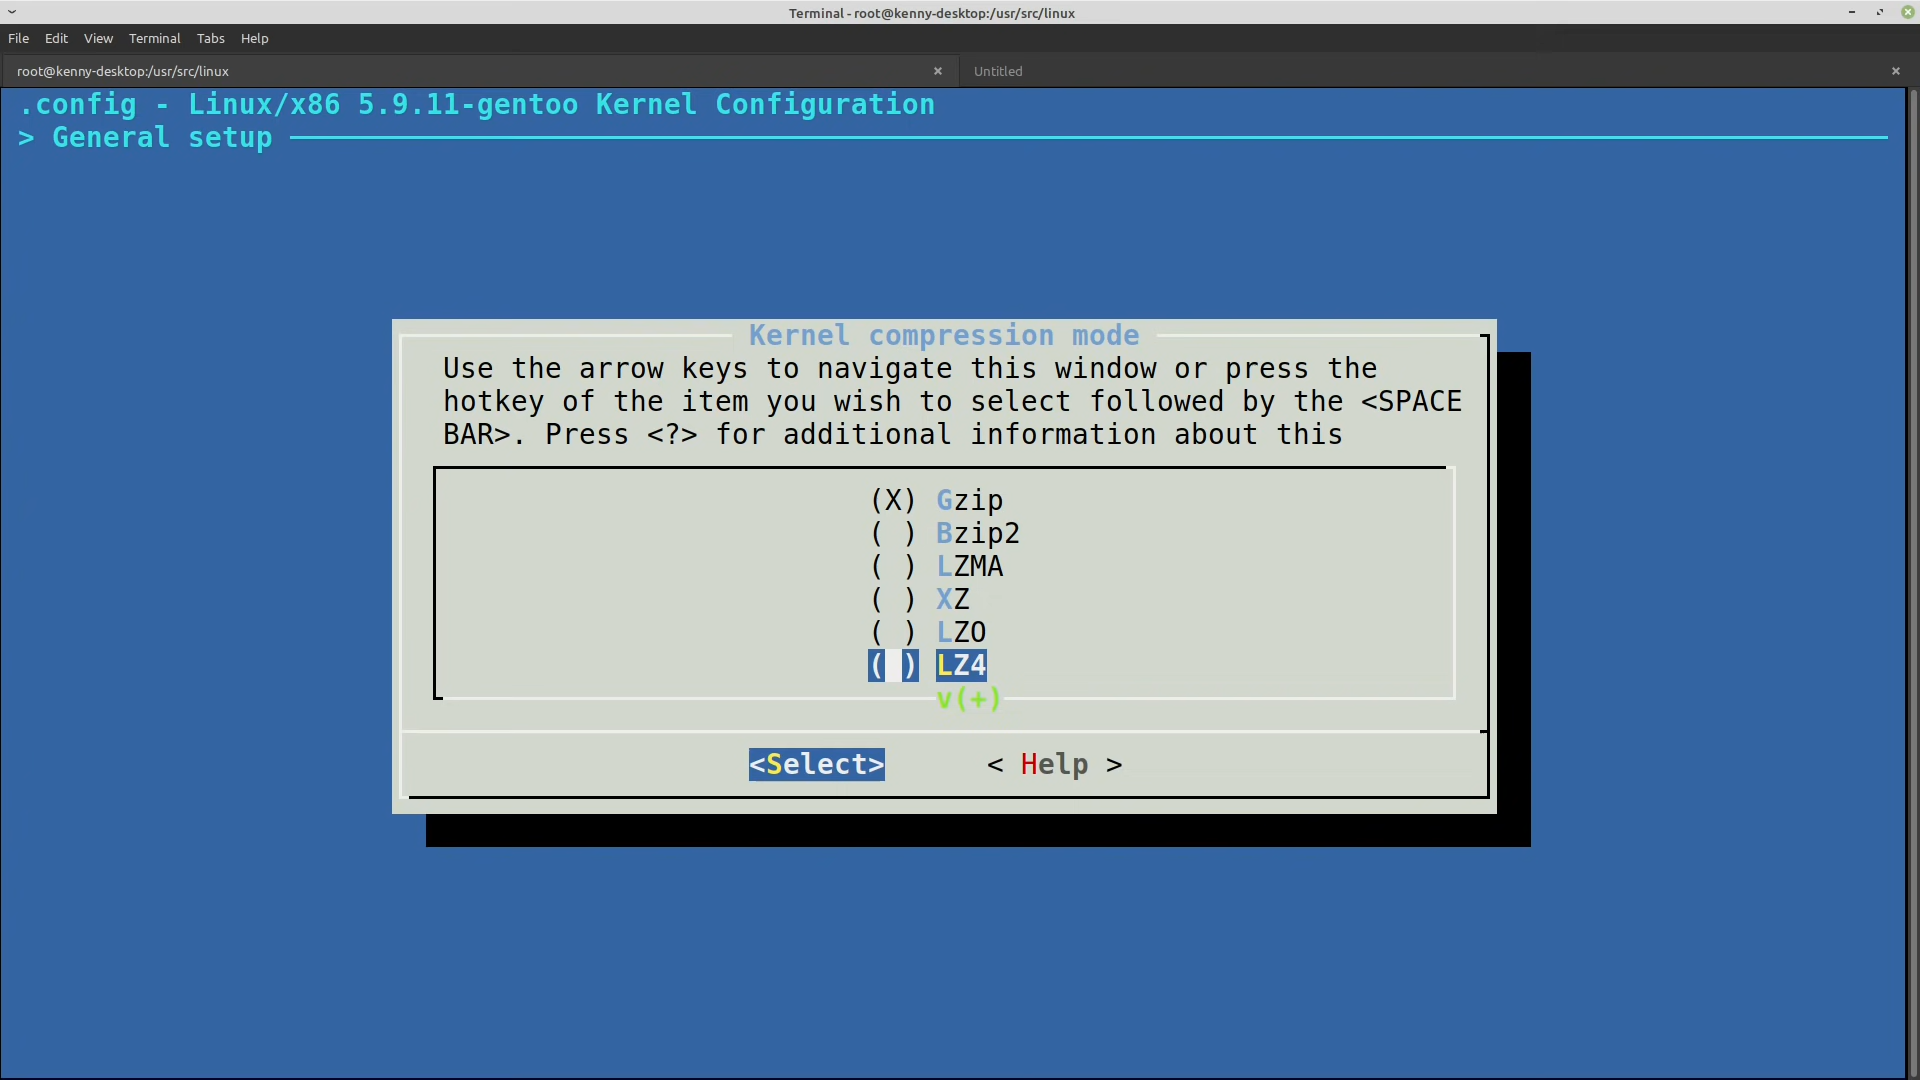 Terminal - root@kenny-desktop:/usr/src/linux
File Edit View Terminal Tabs Help
root@kenny-desktop:/usr/src/linux
Untitled
.config - Linux/x86 5.9.11-gentoo Kernel Configuration
> General setup
Kernel compression mode
Use the arrow keys to navigate this window or press the
hotkey of the item you wish to select followed by the <SPACE
BAR>. Press <?> for additional information about this
(X) Gzip
( ) Bzip2
( ) LZMA
( ) XZ
( ) LZO
( ) LZ4
v(+)
<Select> < Help >